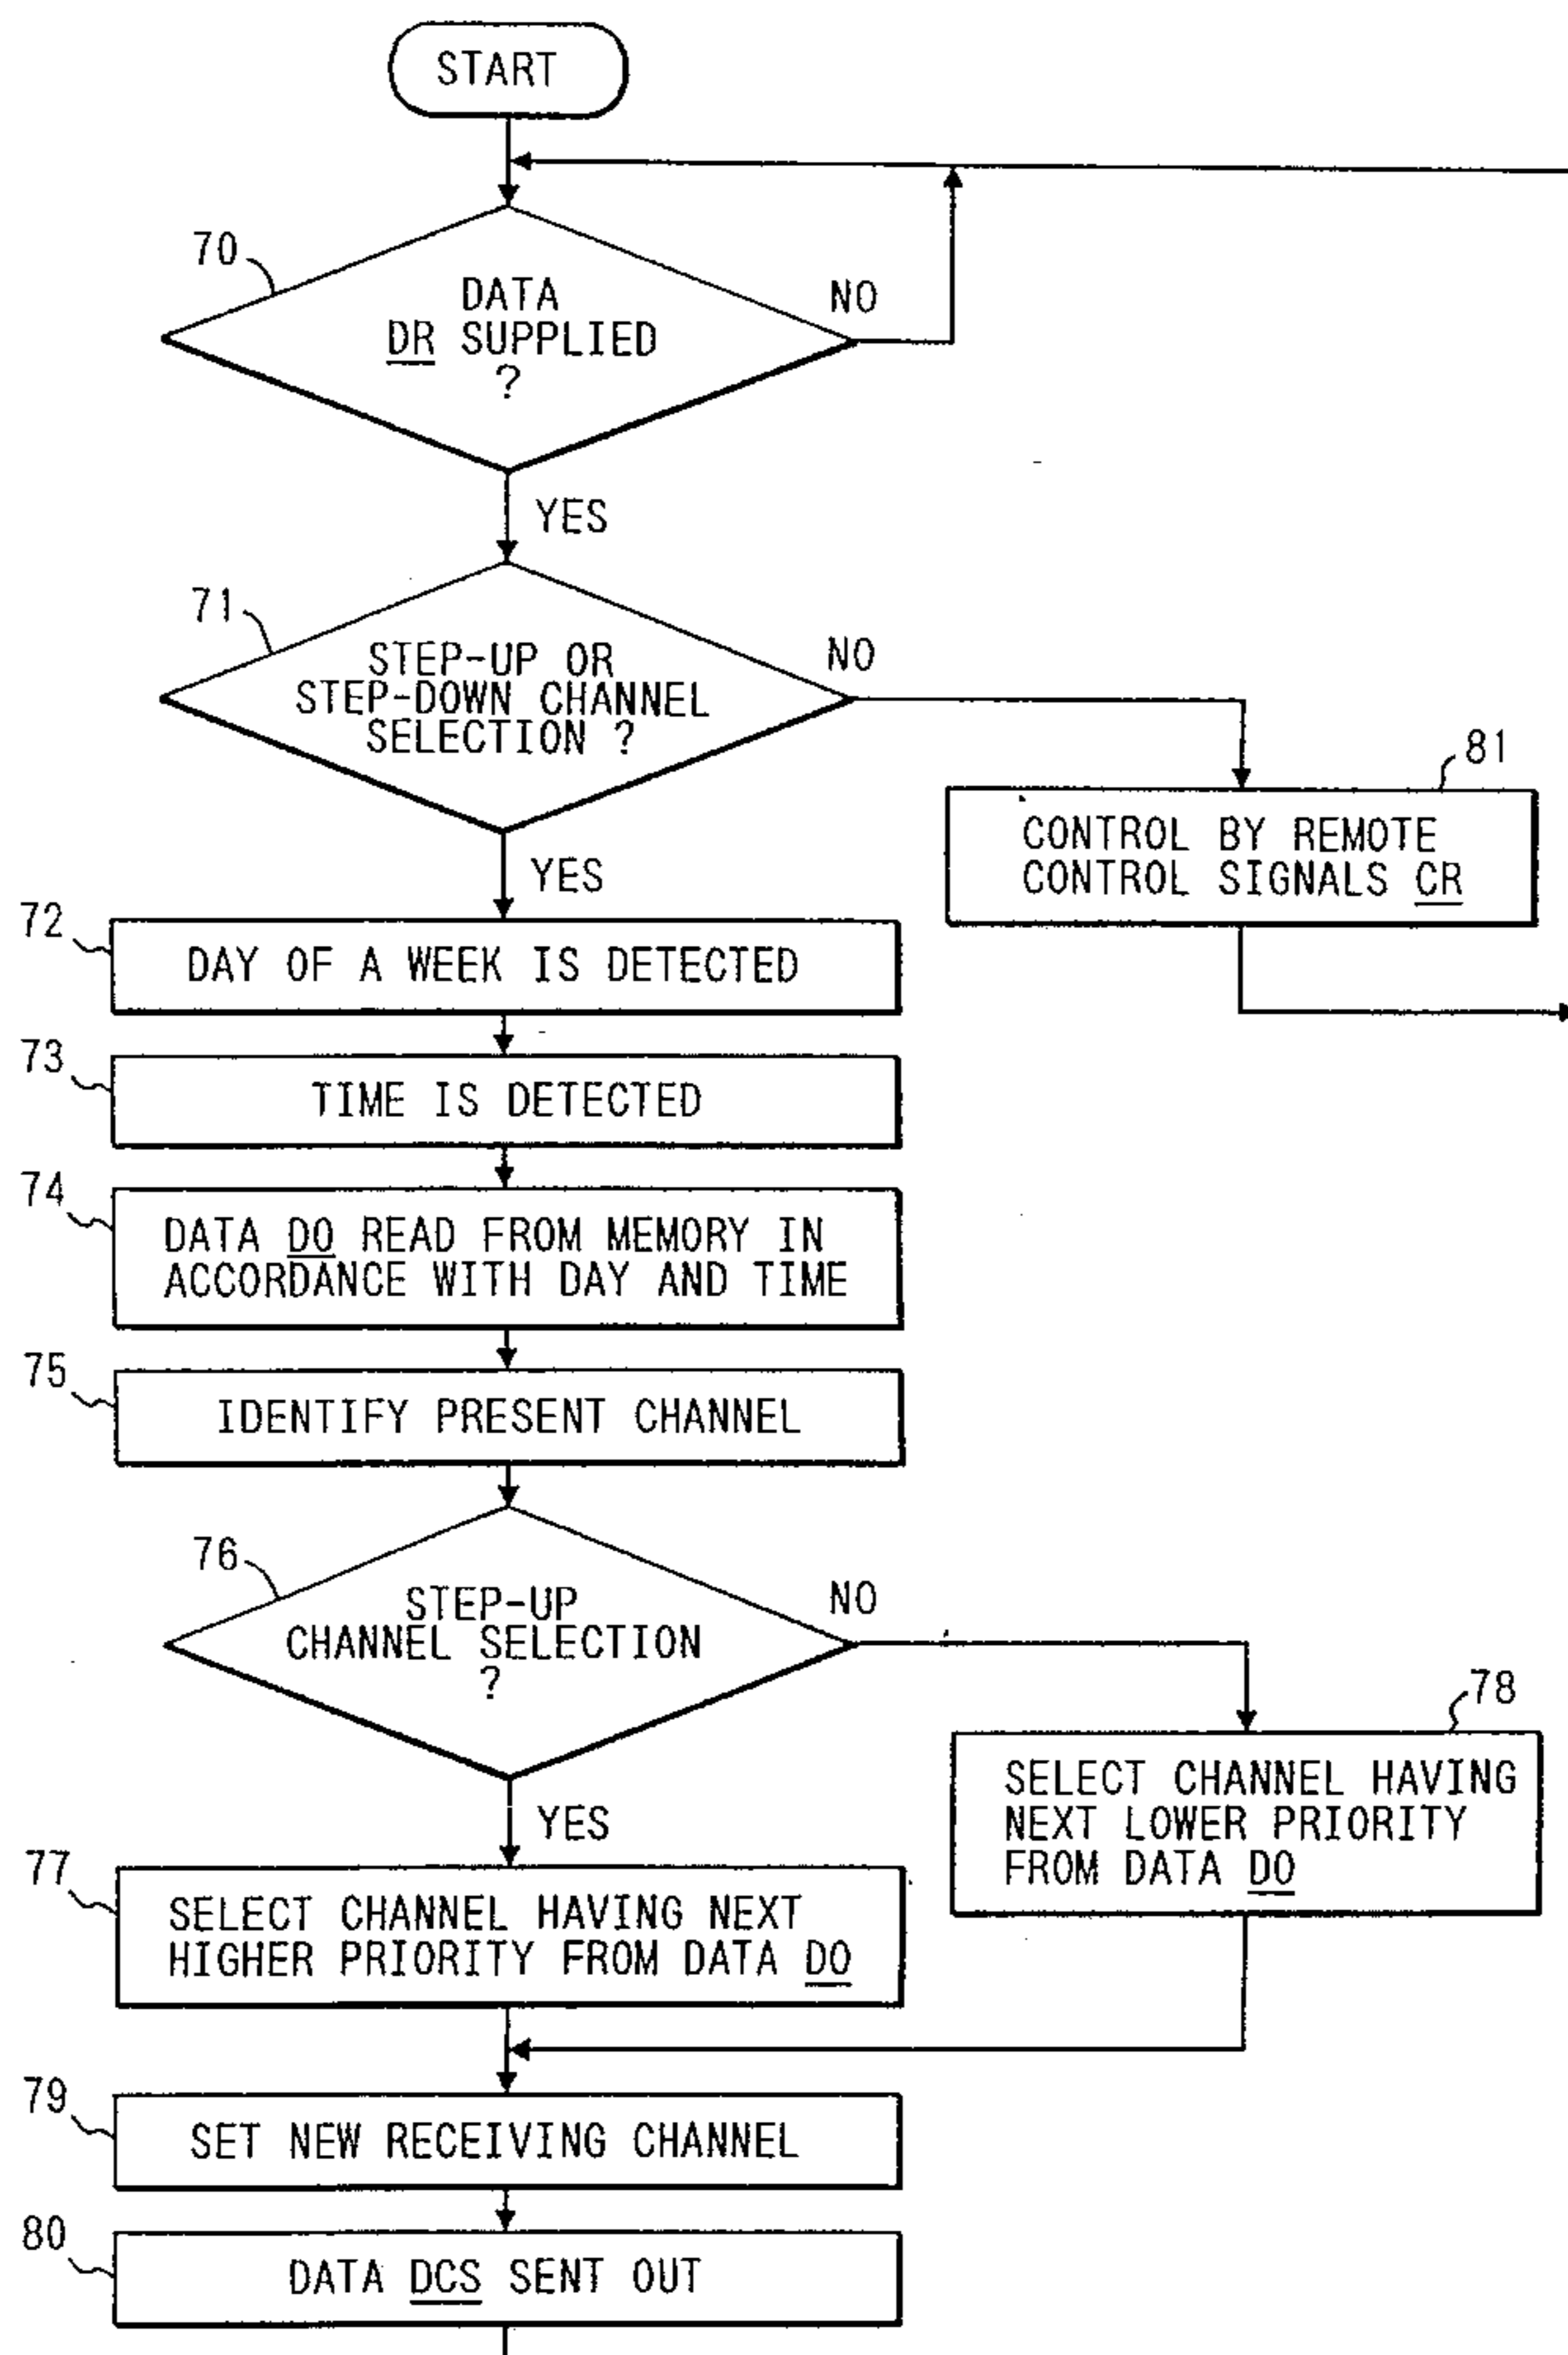 START
70
DATA
DR SUPPLIED
?
NO
YES
71
STEP-UP OR
STEP-DOWN CHANNEL
SELECTION ?
NO
81
CONTROL BY REMOTE
CONTROL SIGNALS CR
YES
72
DAY OF A WEEK IS DETECTED
73
TIME IS DETECTED
74
DATA DO READ FROM MEMORY IN
ACCORDANCE WITH DAY AND TIME
75
IDENTIFY PRESENT CHANNEL
76
STEP-UP
CHANNEL SELECTION
?
NO
78
SELECT CHANNEL HAVING
NEXT LOWER PRIORITY
FROM DATA DO
YES
77
SELECT CHANNEL HAVING NEXT
HIGHER PRIORITY FROM DATA DO
79
SET NEW RECEIVING CHANNEL
80
DATA DCS SENT OUT